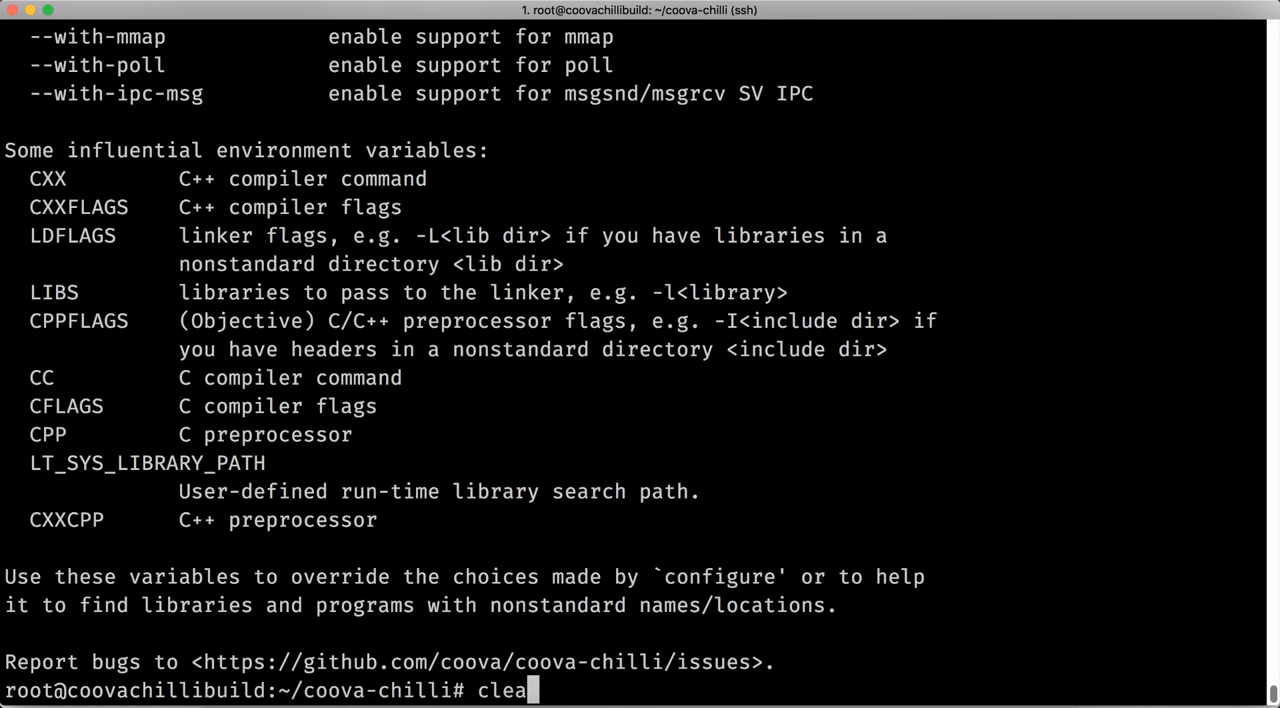 1. root@coovachillibuild: ~/coova-chilli (ssh)
--with-mmap             enable support for mmap
--with-poll             enable support for poll
--with-ipc-msg          enable support for msgsnd/msgrcv SV IPC
Some influential environment variables:
CXX         C++ compiler command
CXXFLAGS    C++ compiler flags
LDFLAGS     linker flags, e.g. -L<lib dir> if you have libraries in a
nonstandard directory <lib dir>
LIBS        libraries to pass to the linker, e.g. -l<library>
CPPFLAGS    (Objective) C/C++ preprocessor flags, e.g. -I<include dir> if
you have headers in a nonstandard directory <include dir>
CC          C compiler command
CFLAGS      C compiler flags
CPP         C preprocessor
LT_SYS_LIBRARY_PATH
User-defined run-time library search path.
CXXCPP      C++ preprocessor
Use these variables to override the choices made by `configure' or to help
it to find libraries and programs with nonstandard names/locations.
Report bugs to <https://github.com/coova/coova-chilli/issues>.
root@coovachillibuild:~/coova-chilli# clea